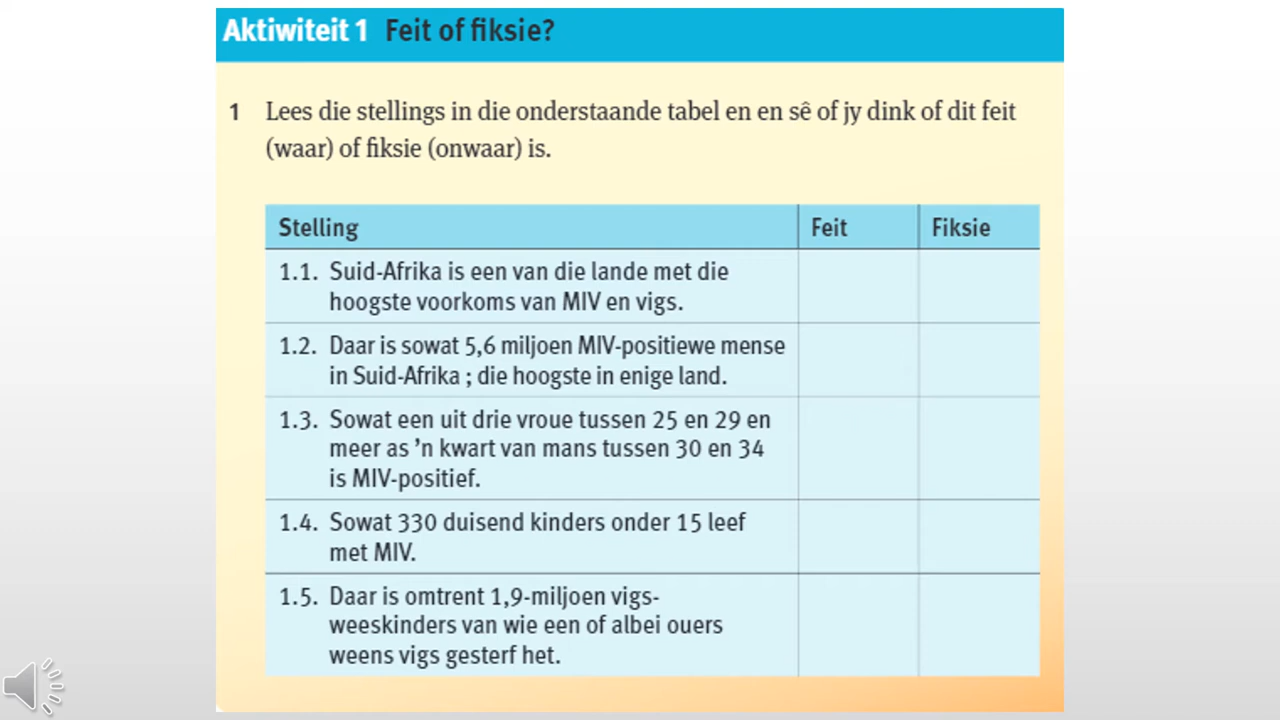 Aktiwiteit 1 Feit of fiksie?
1 Lees die stellings in die onderstaande tabel en en sê of jy dink of dit feit
(waar) of fiksie (onwaar) is.
Stelling Feit Fiksie
1.1. Suid-Afrika is een van die lande met die
hoogste voorkoms van MIV en vigs.
1.2. Daar is sowat 5,6 miljoen MIV-positiewe mense
in Suid-Afrika ; die hoogste in enige land.
1.3. Sowat een uit drie vroue tussen 25 en 29 en
meer as ’n kwart van mans tussen 30 en 34
is MIV-positief.
1.4. Sowat 330 duisend kinders onder 15 leef
met MIV.
1.5. Daar is omtrent 1,9-miljoen vigs-
weeskinders van wie een of albei ouers
weens vigs gesterf het.